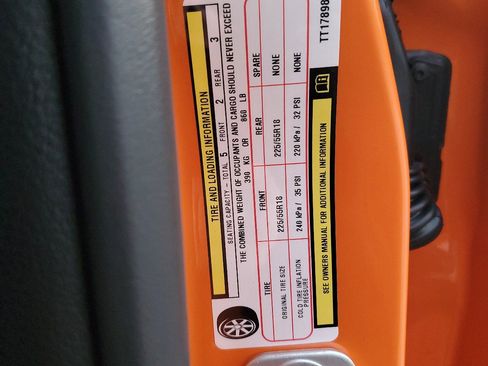 TIRE AND LOADING INFORMATION
SEATING CAPACITY - TOTAL 5 FRONT 2 REAR 3
THE COMBINED WEIGHT OF OCCUPANTS AND CARGO SHOULD NEVER EXCEED
390 KG OR 860 LB
TIRE FRONT REAR SPARE
ORIGINAL TIRE SIZE 225/55R18 225/55R18 NONE
COLD TIRE INFLATION PRESSURE 240 kPa / 35 PSI 220 kPa / 32 PSI NONE
SEE OWNERS MANUAL FOR ADDITIONAL INFORMATION
TT17898